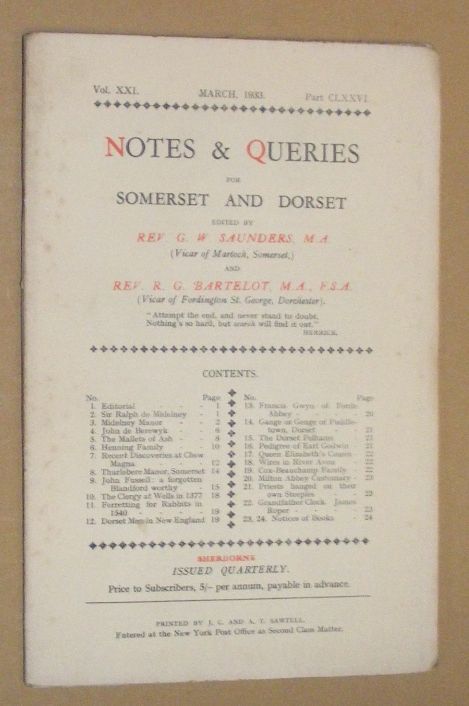 Vol. XXI. MARCH, 1933. Part CLXXVI.
NOTES & QUERIES
FOR
SOMERSET AND DORSET
EDITED BY
REV. G. W. SAUNDERS, M.A.
(Vicar of Martock, Somerset,)
AND
REV. R. G. BARTELOT, M.A., F.S.A.
(Vicar of Fordington St. George, Dorchester).
"Attempt the end, and never stand to doubt,
Nothing's so hard, but search will find it out."
HERRICK.
CONTENTS.
No. Page
1. Editorial - - - 1
2. Sir Ralph de Midelney - 1
3. Midelney Manor - - 2
4. John de Berewyk - - 6
5. The Mallets of Ash - - 8
6. Henning Family - - 10
7. Recent Discoveries at Chew
Magna - - - 12
8. Thurlebere Manor, Somerset 14
9. John Fussell: a forgotten
Blandford worthy - - 15
10. The Clergy at Wells in 1377 18
11. Ferretting for Rabbits in
1540 - - - - 19
12. Dorset Men in New England 19
No. Page
13. Francis Gwyn of Forde
Abbey - - - - 20
14. Gange or Genge of Puddle-
town, Dorset - - - 21
15. The Dorset Pulhams - 21
16. Pedigree of Earl Godwin - 21
17. Queen Elizabeth's Cousen - 22
18. Wires in River Avon - 22
19. Cox-Beauchamp Family - 22
20. Milton Abbey Customary - 23
21. Priests hanged on their
own Steeples - - - 23
22. Grandfather Clock, James
Roper - - - - 23
23, 24. Notices of Books - 24
SHERBORNE
ISSUED QUARTERLY.
Price to Subscribers, 5/- per annum, payable in advance.
PRINTED BY J. C. AND A. T. SAWTELL.
Entered at the New York Post Office as Second Class Matter.